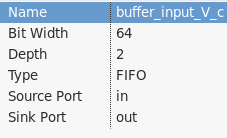 Name buffer_input_V_c
Bit Width 64
Depth 2
Type FIFO
Source Port in
Sink Port out